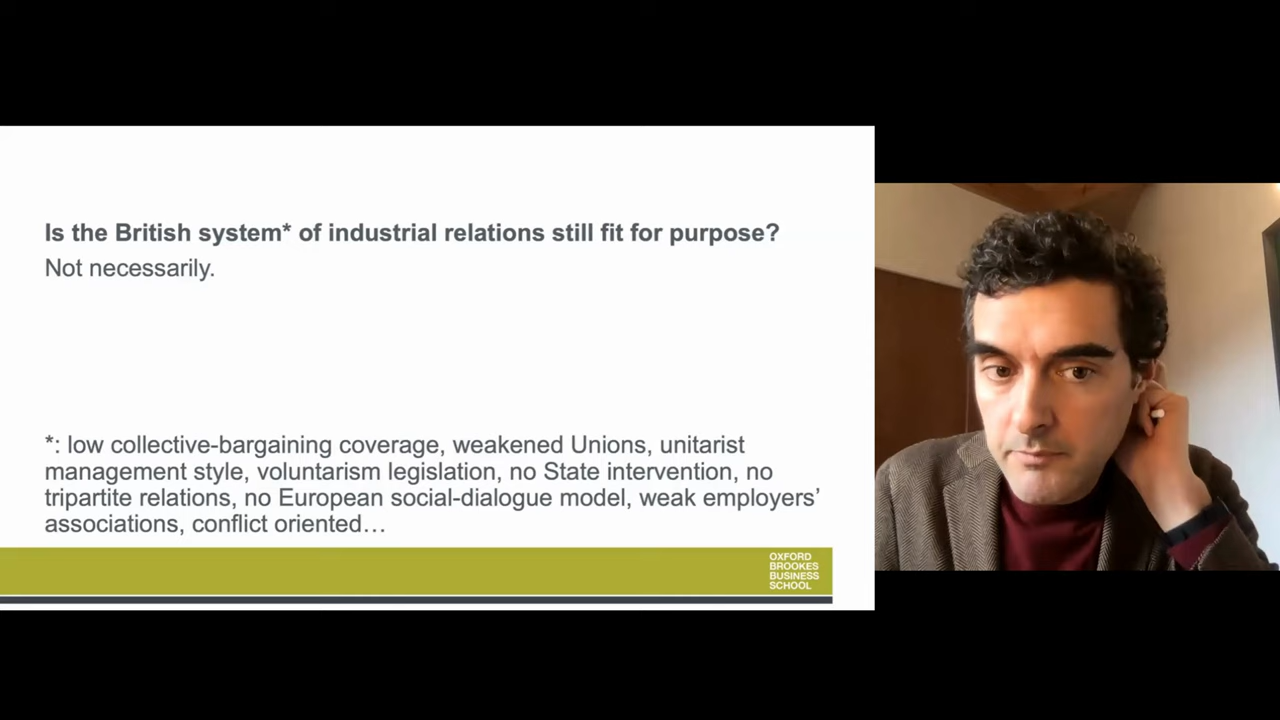 Is the British system* of industrial relations still fit for purpose?
Not necessarily.
*: low collective-bargaining coverage, weakened Unions, unitarist
management style, voluntarism legislation, no State intervention, no
tripartite relations, no European social-dialogue model, weak employers’
associations, conflict oriented…
OXFORD
BROOKES
BUSINESS
SCHOOL